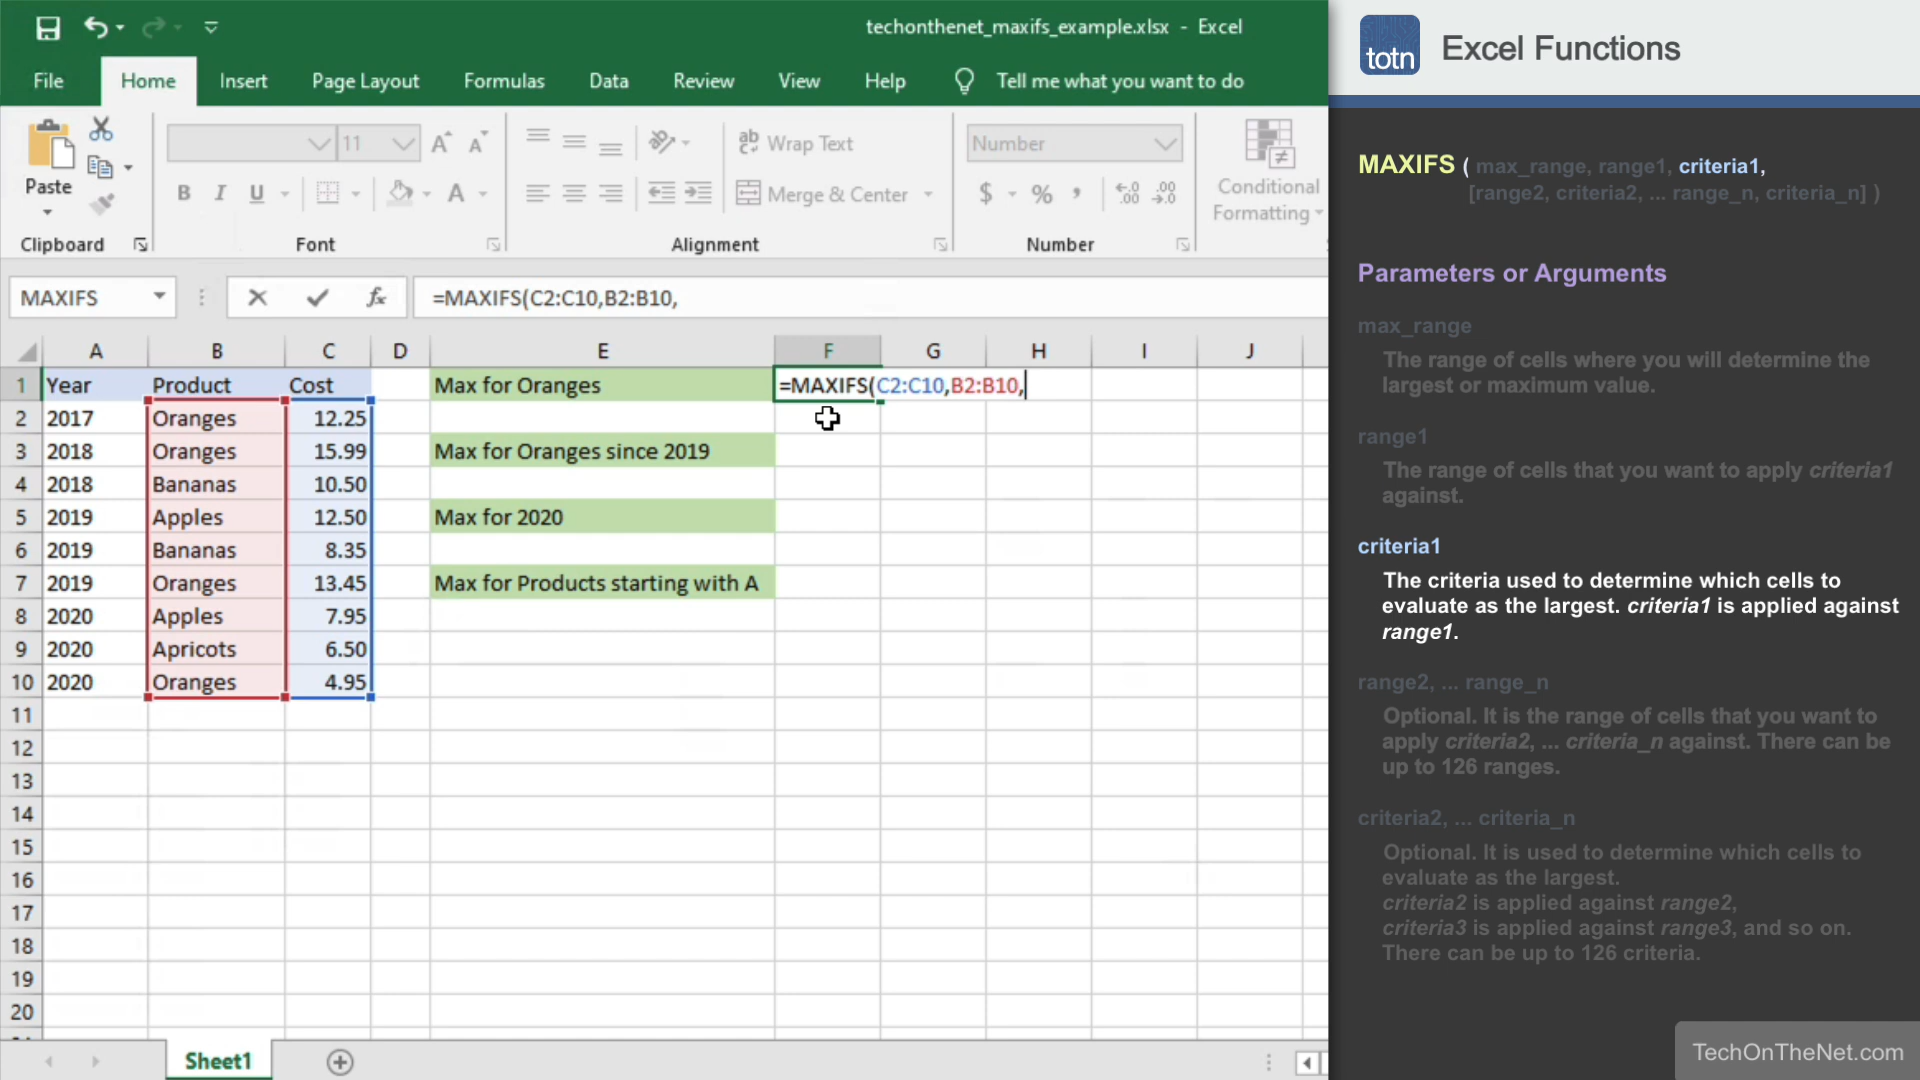 techonthenet_maxifs_example.xlsx - Excel
File Home Insert Page Layout Formulas Data Review View Help Tell me what you want to do
Paste
Clipboard
11
B I U
Font
ab Wrap Text
Merge & Center
Alignment
Number
$ % ,
Number
Conditional
Formatting
MAXIFS fx =MAXIFS(C2:C10,B2:B10,
A B C D E F G H I J
1 Year Product Cost Max for Oranges =MAXIFS(C2:C10,B2:B10,
2 2017 Oranges 12.25
3 2018 Oranges 15.99 Max for Oranges since 2019
4 2018 Bananas 10.50
5 2019 Apples 12.50 Max for 2020
6 2019 Bananas 8.35
7 2019 Oranges 13.45 Max for Products starting with A
8 2020 Apples 7.95
9 2020 Apricots 6.50
10 2020 Oranges 4.95
11
12
13
14
15
16
17
18
19
20
Sheet1
totn Excel Functions
MAXIFS ( max_range, range1, criteria1,
[range2, criteria2, ... range_n, criteria_n] )
Parameters or Arguments
max_range
The range of cells where you will determine the
largest or maximum value.
range1
The range of cells that you want to apply criteria1
against.
criteria1
The criteria used to determine which cells to
evaluate as the largest. criteria1 is applied against
range1.
range2, ... range_n
Optional. It is the range of cells that you want to
apply criteria2, ... criteria_n against. There can be
up to 126 ranges.
criteria2, ... criteria_n
Optional. It is used to determine which cells to
evaluate as the largest.
criteria2 is applied against range2,
criteria3 is applied against range3, and so on.
There can be up to 126 criteria.
TechOnTheNet.com